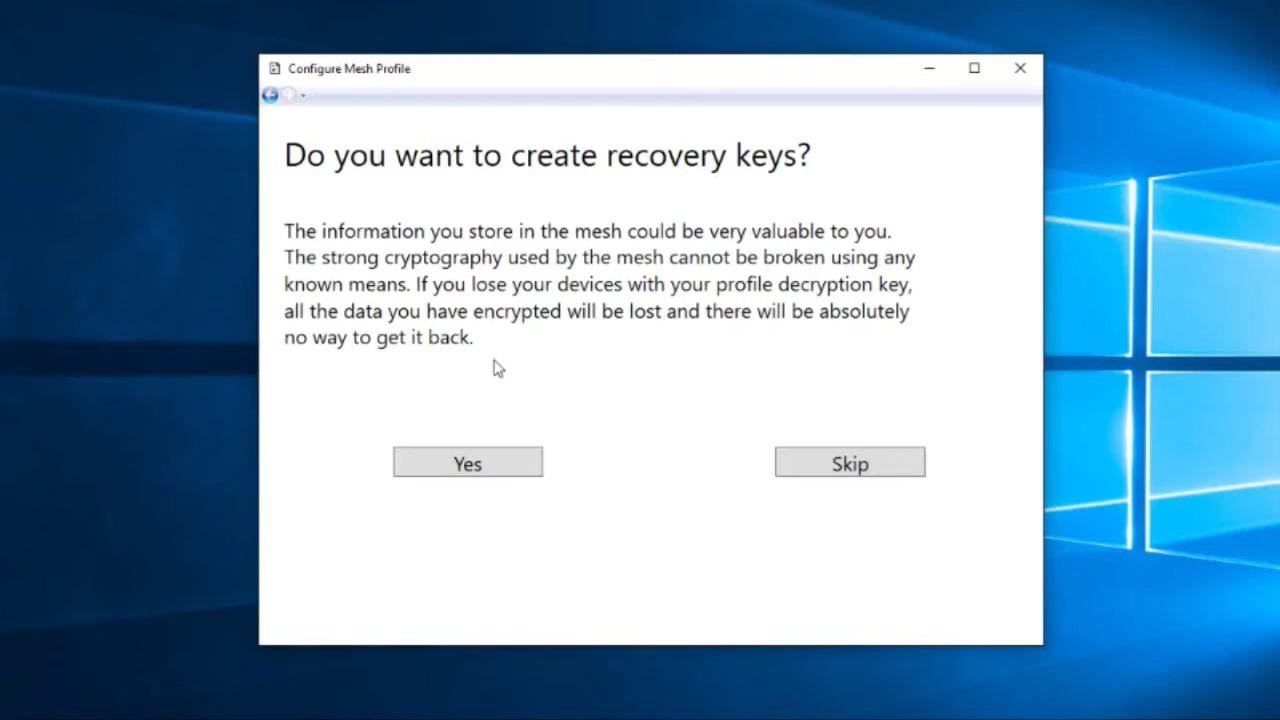 Configure Mesh Profile
Do you want to create recovery keys?
The information you store in the mesh could be very valuable to you.
The strong cryptography used by the mesh cannot be broken using any
known means. If you lose your devices with your profile decryption key,
all the data you have encrypted will be lost and there will be absolutely
no way to get it back.
Yes
Skip